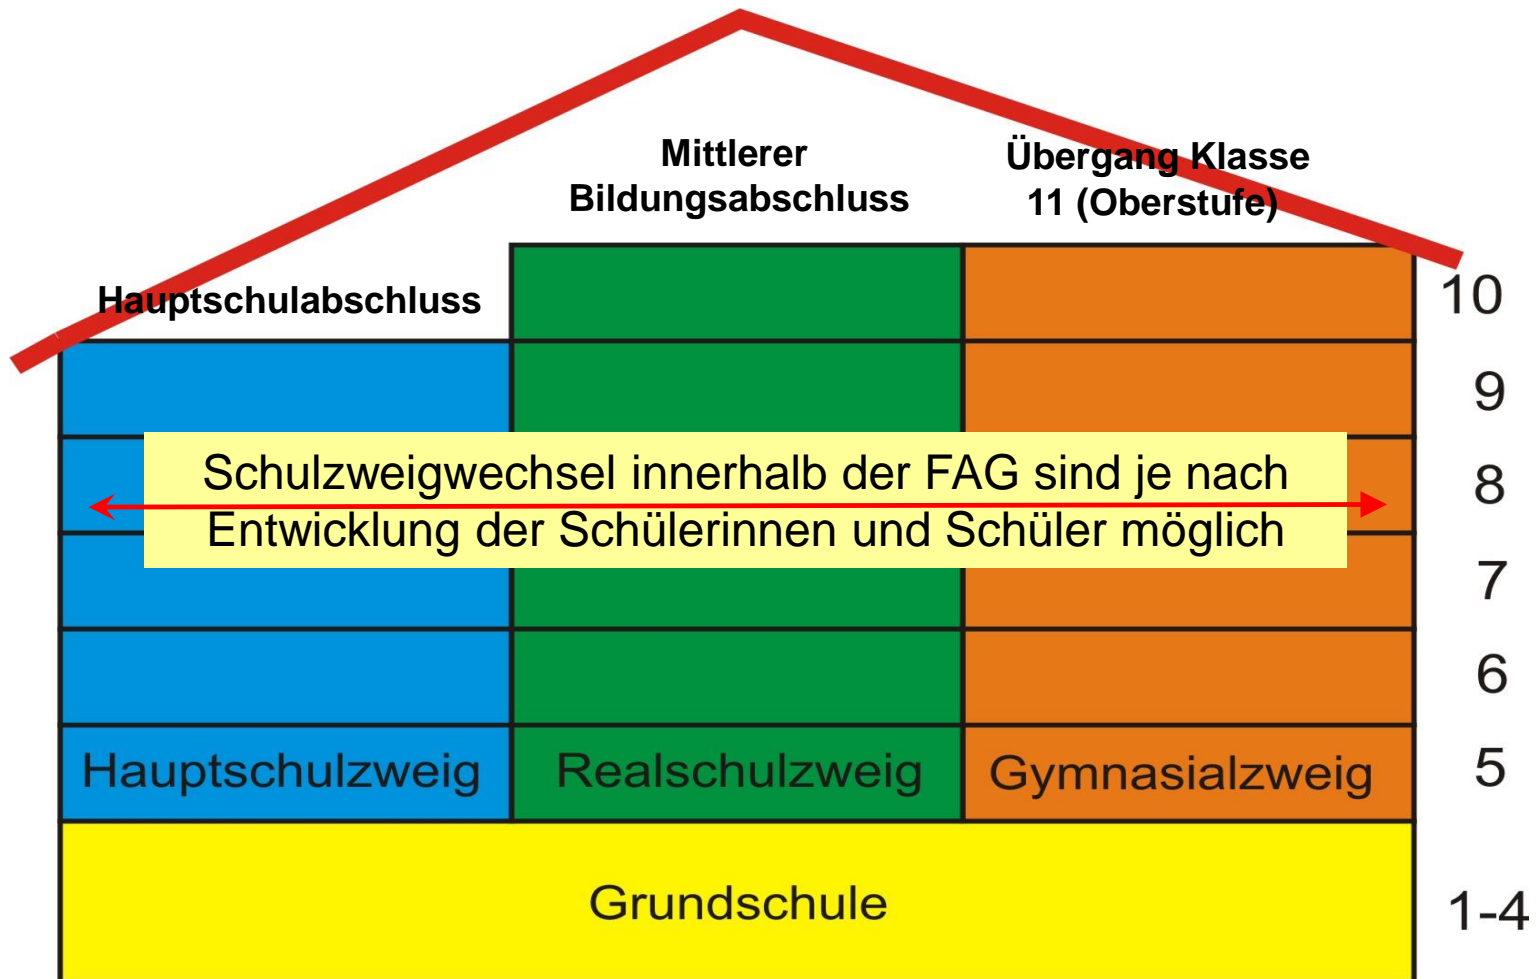 Mittlerer
Bildungsabschluss
Übergang Klasse
11 (Oberstufe)
Hauptschulabschluss
10
9
Schulzweigwechsel innerhalb der FAG sind je nach
Entwicklung der Schülerinnen und Schüler möglich
8
7
6
Hauptschulzweig
Realschulzweig
Gymnasialzweig
5
Grundschule
1-4